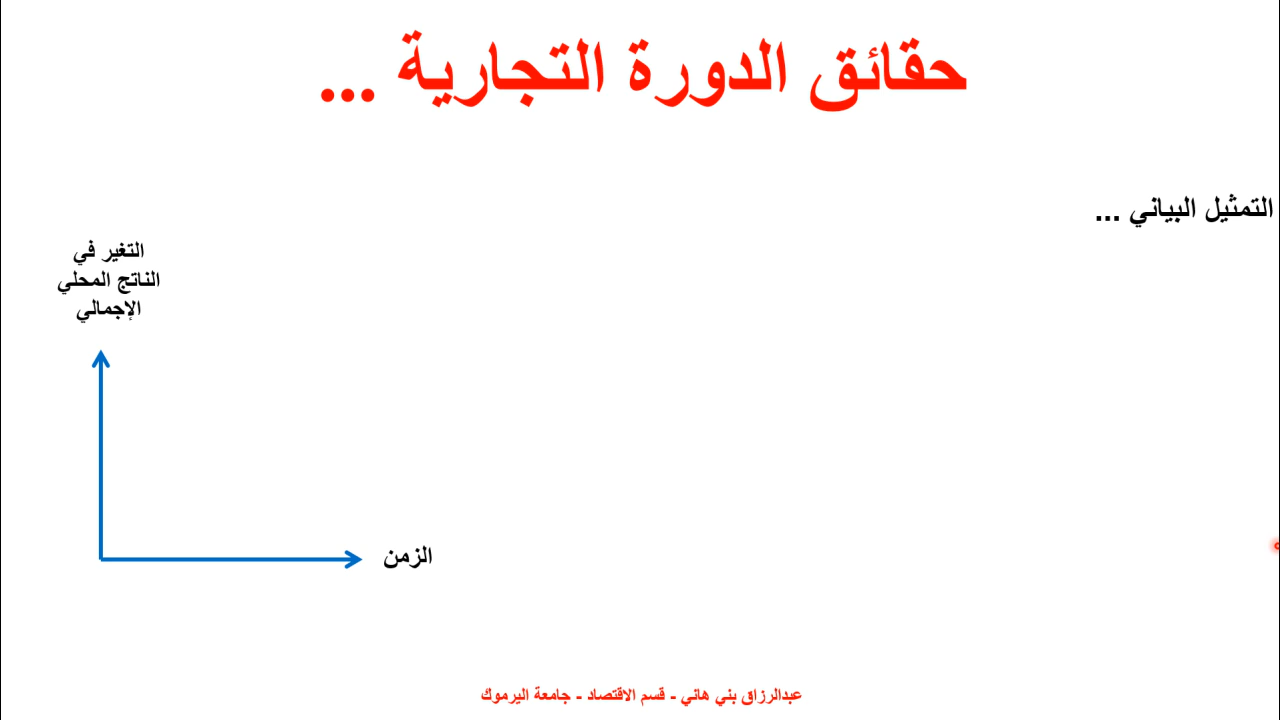 حقائق الدورة التجارية ...
التمثيل البياني ...
التغير في
الناتج المحلي
الإجمالي
الزمن
عبدالرزاق بني هاني - قسم الاقتصاد - جامعة اليرموك